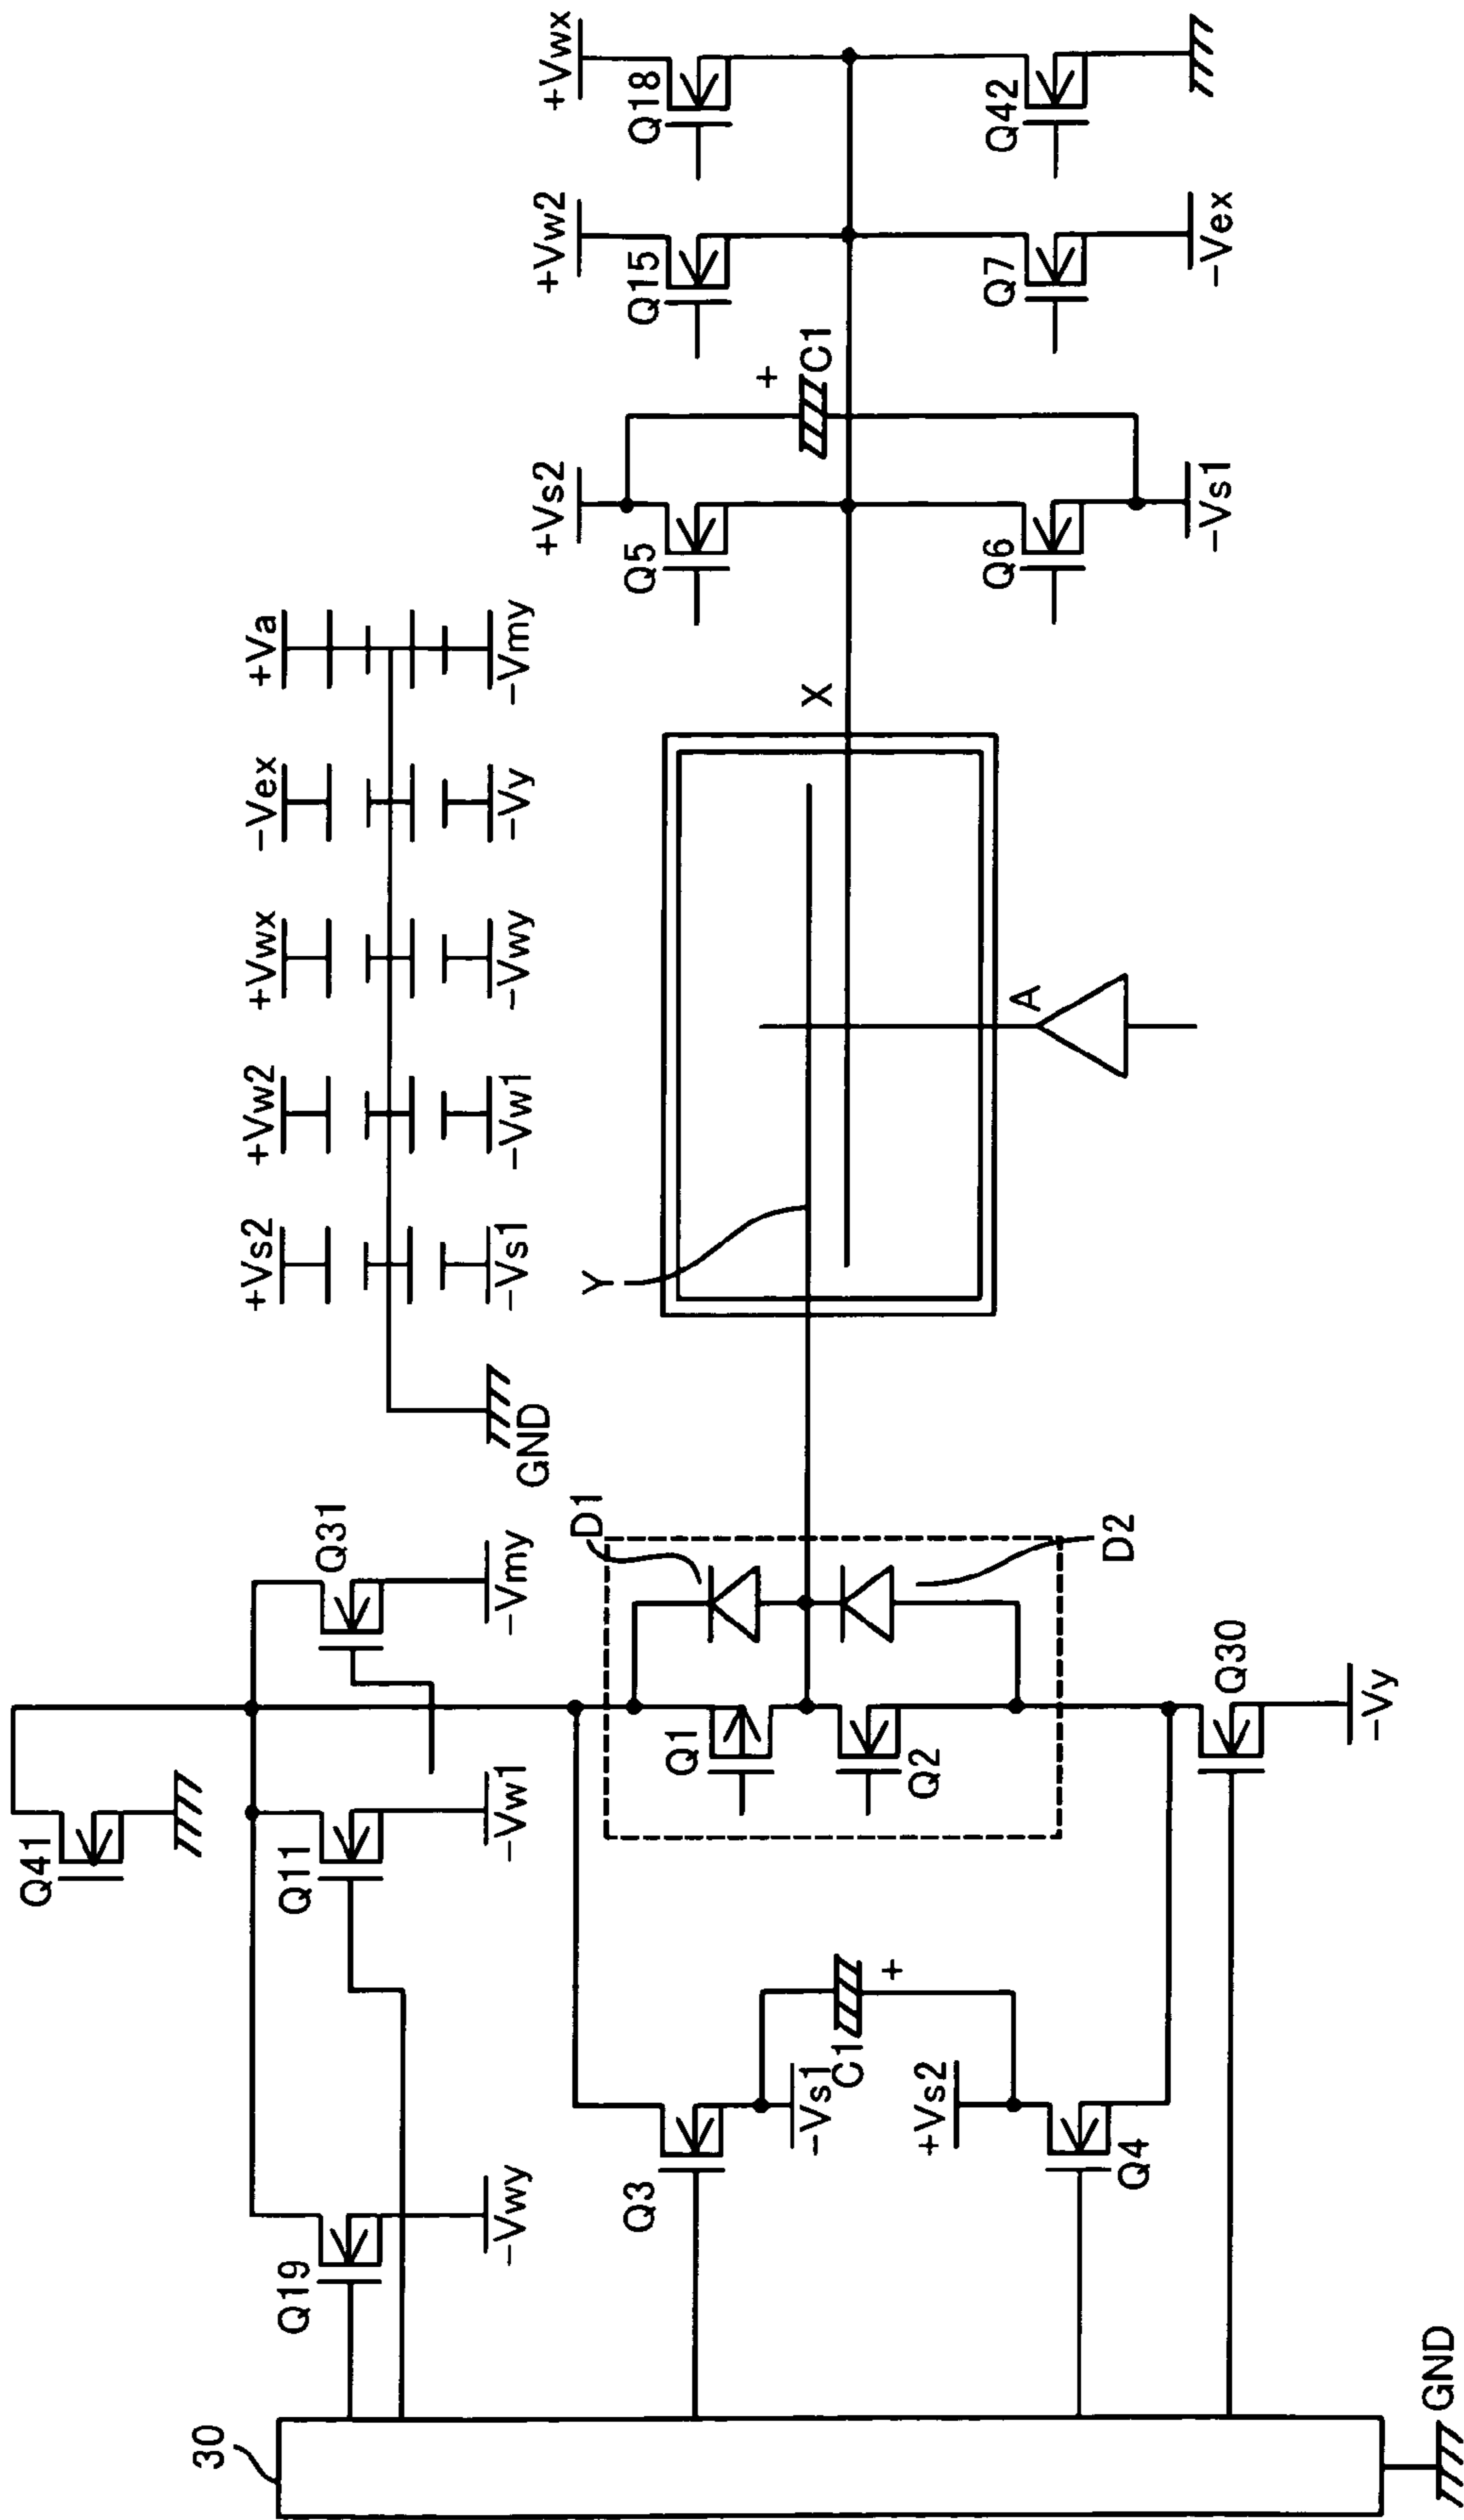 Q41
Q19
Q11
Q31
-Vwy
-Vw1
-Vmy
30
Q3
Q4
-Vs1
+Vs2
C1
+
Q1
Q2
D1
D2
Q30
-Vy
GND
GND
+Vs2
+Vw2
+Vwx
-Vex
+Va
-Vs1
-Vw1
-Vwy
-Vy
-Vmy
Y
A
X
+Vs2
+Vw2
+Vwx
Q5
Q15
Q18
+
C1
Q6
Q7
Q42
-Vs1
-Vex